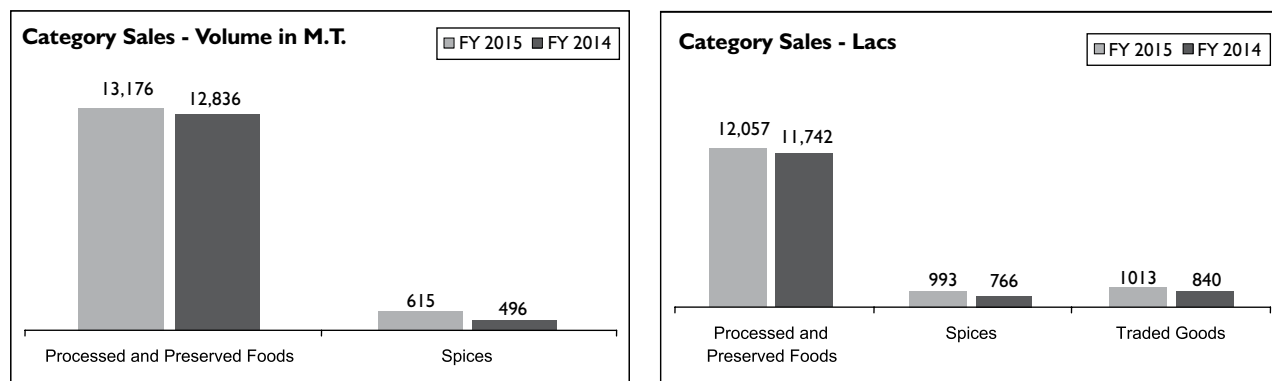 Category Sales - Volume in M.T.
FY 2015 FY 2014
13,176
12,836
615
496
Processed and Preserved Foods
Spices
Category Sales - Lacs
FY 2015 FY 2014
12,057
11,742
993
766
1013
840
Processed and
Preserved Foods
Spices
Traded Goods